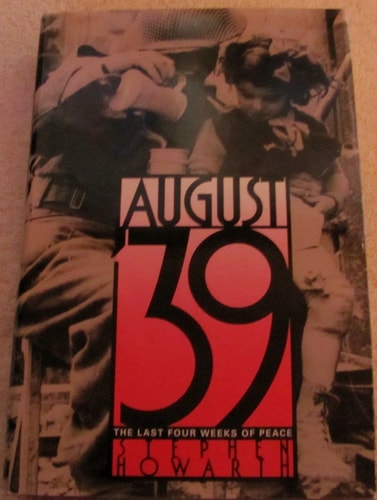 AUGUST
'39
THE LAST FOUR WEEKS OF PEACE
STEPHEN
HOWARTH